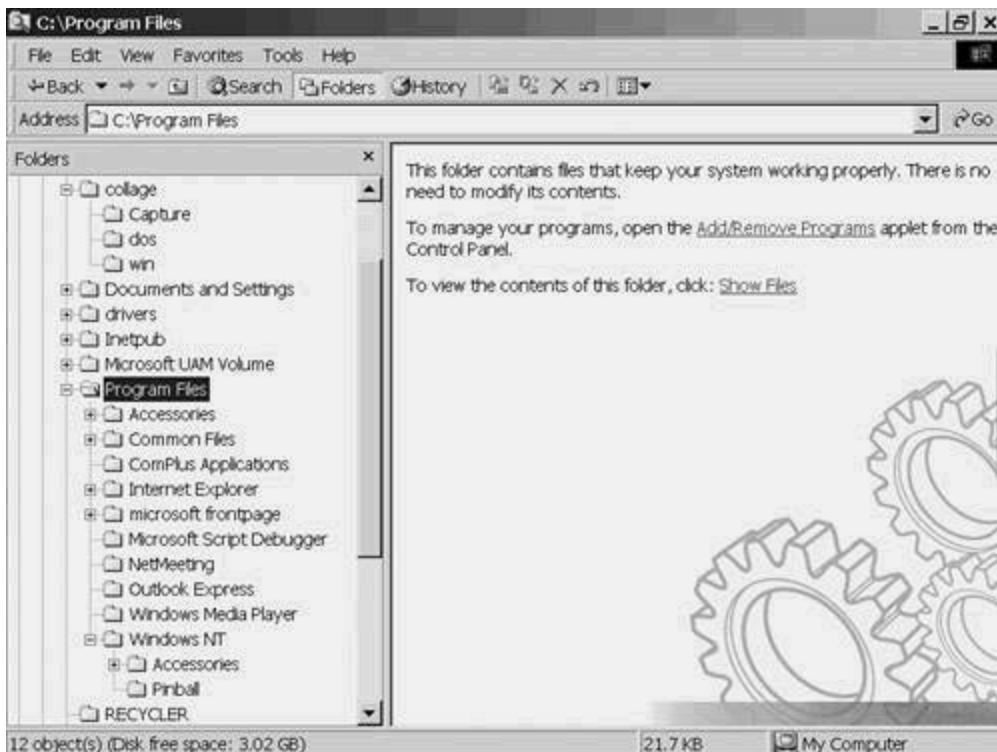 C:\Program Files
File Edit View Favorites Tools Help
Back Search Folders History
Address C:\Program Files Go
Folders
collage
Capture
dos
win
Documents and Settings
drivers
Inetpub
Microsoft UAM Volume
Program Files
Accessories
Common Files
ComPlus Applications
Internet Explorer
microsoft frontpage
Microsoft Script Debugger
NetMeeting
Outlook Express
Windows Media Player
Windows NT
Accessories
Pinball
RECYCLER
This folder contains files that keep your system working properly. There is no
need to modify its contents.
To manage your programs, open the Add/Remove Programs applet from the
Control Panel.
To view the contents of this folder, click: Show Files
12 object(s) (Disk free space: 3.02 GB) 21.7 KB My Computer